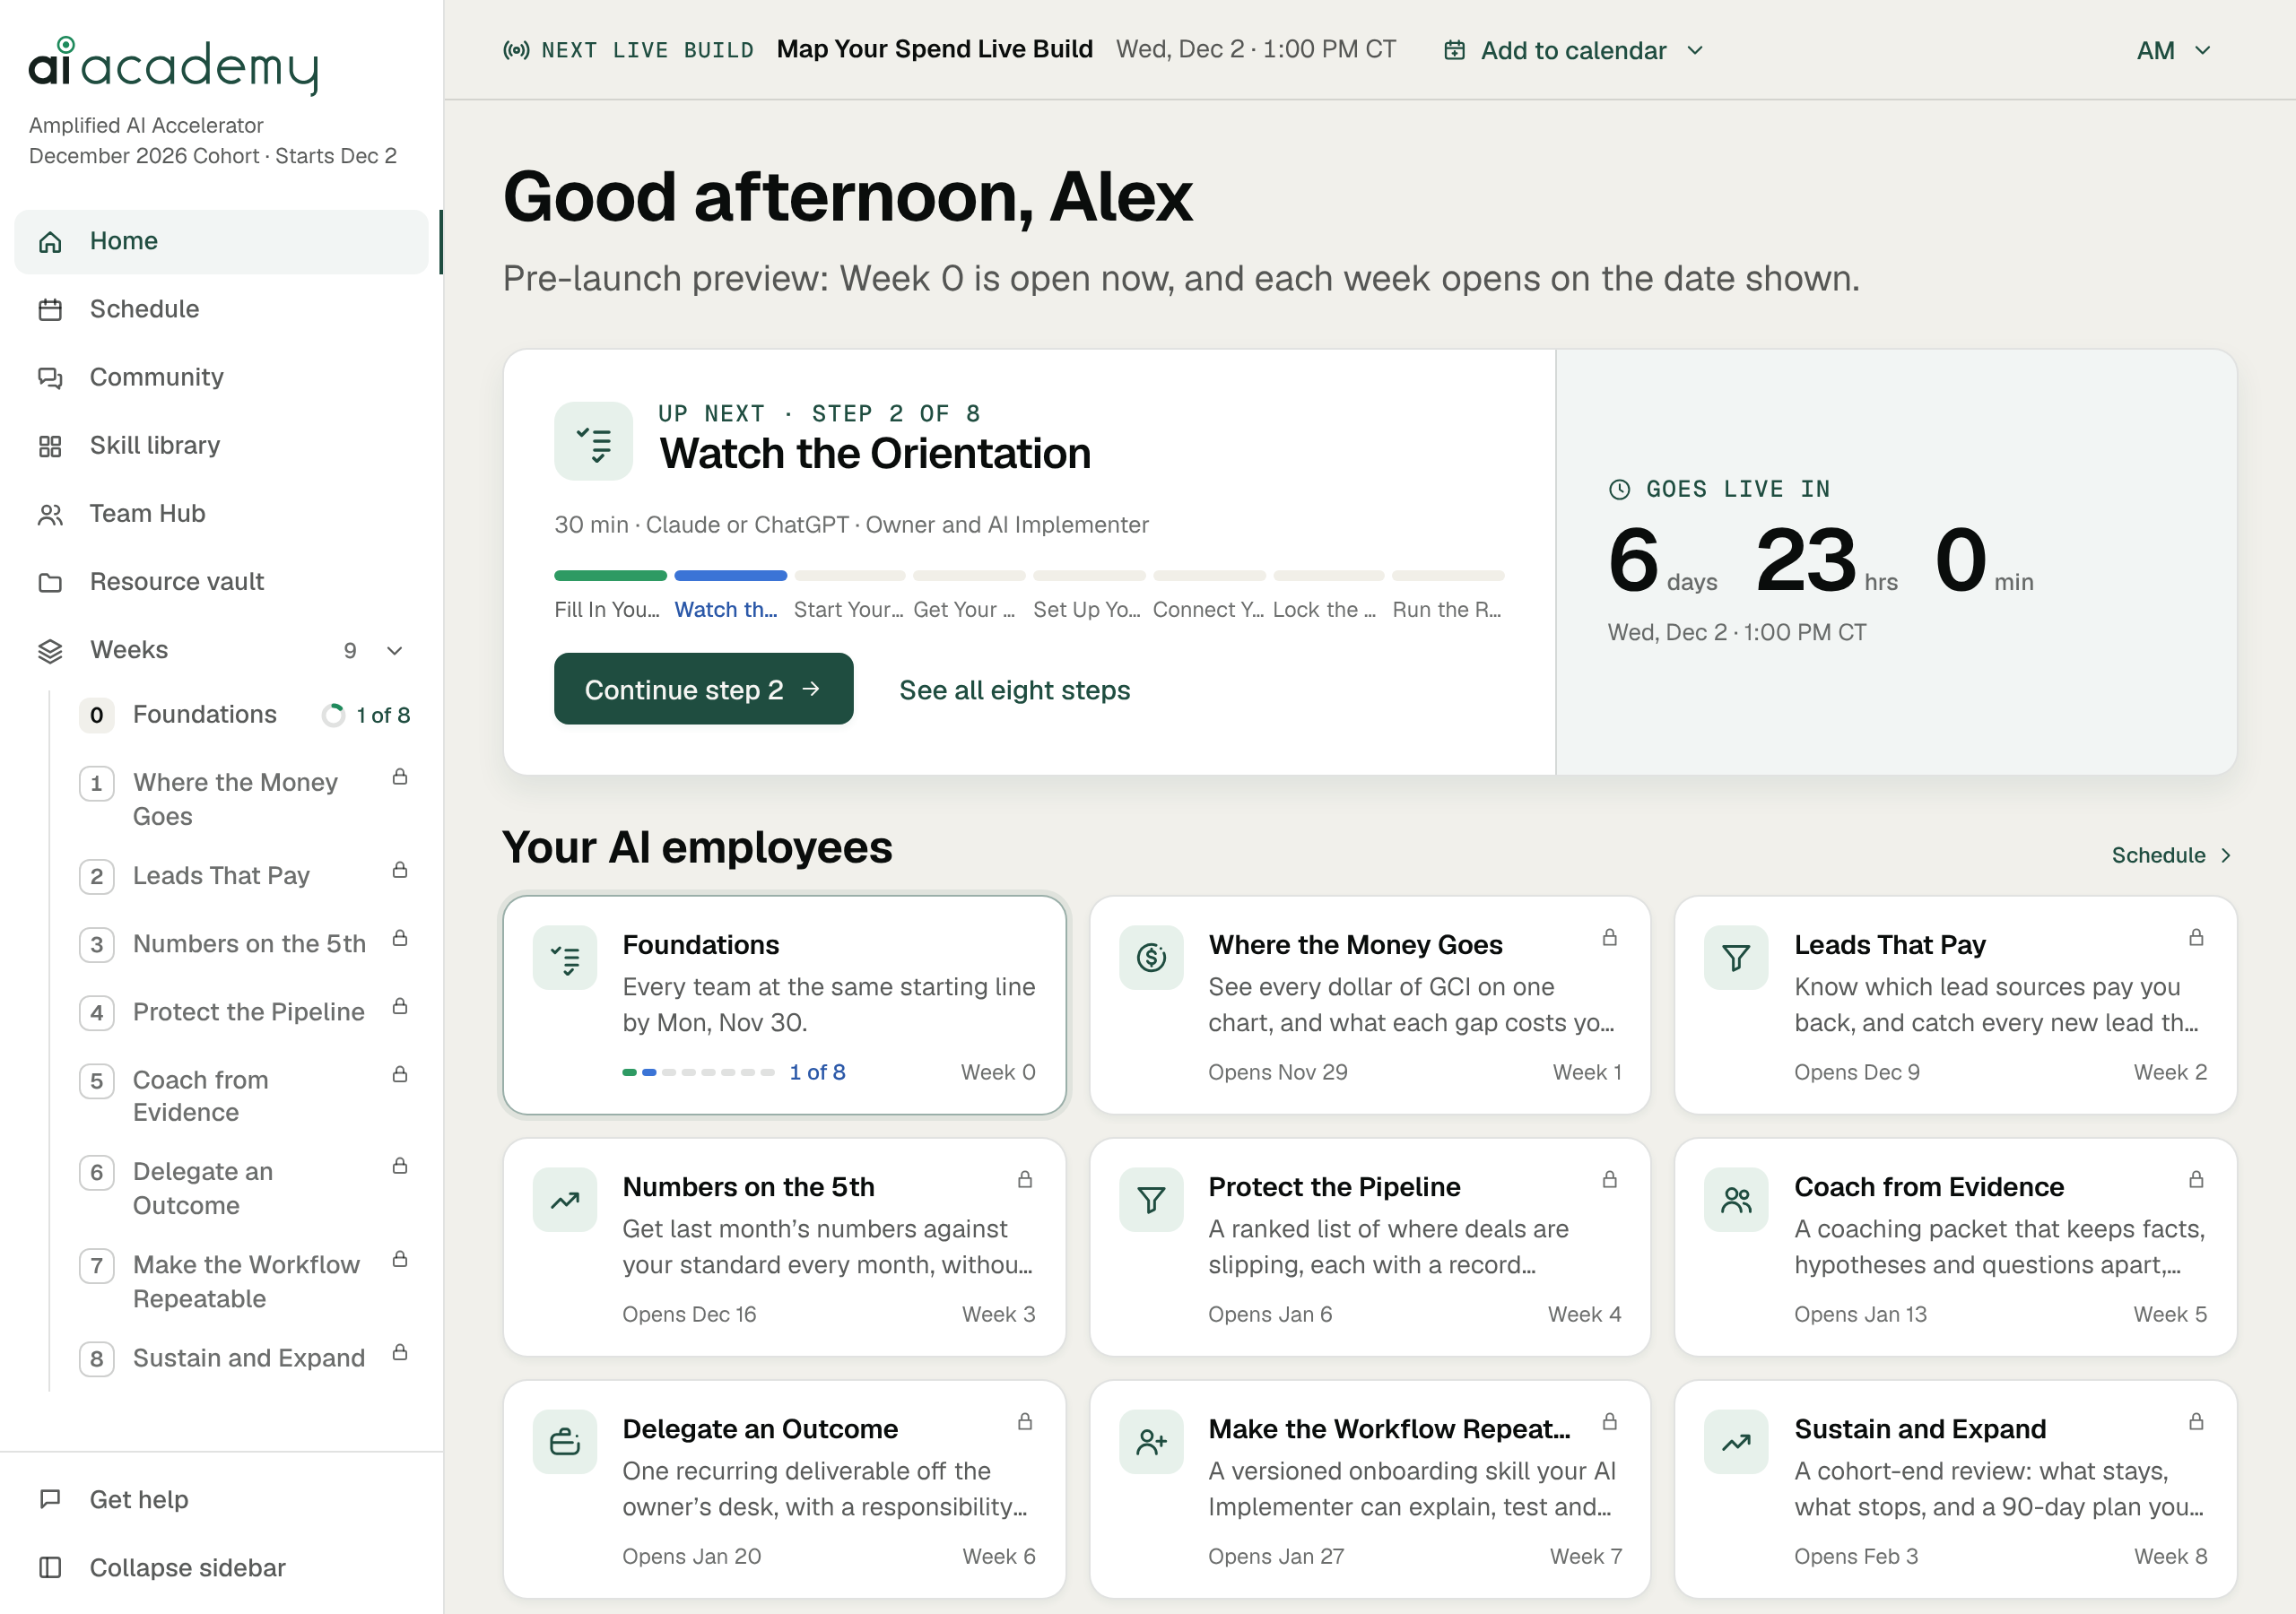 ai academy
Amplified AI Accelerator
December 2026 Cohort · Starts Dec 2
Home
Schedule
Community
Skill library
Team Hub
Resource vault
Weeks 9
0 Foundations 1 of 8
1 Where the Money
Goes
2 Leads That Pay
3 Numbers on the 5th
4 Protect the Pipeline
5 Coach from
Evidence
6 Delegate an
Outcome
7 Make the Workflow
Repeatable
8 Sustain and Expand
Get help
Collapse sidebar
NEXT LIVE BUILD Map Your Spend Live Build Wed, Dec 2 · 1:00 PM CT Add to calendar AM
Good afternoon, Alex
Pre-launch preview: Week 0 is open now, and each week opens on the date shown.
UP NEXT · STEP 2 OF 8
Watch the Orientation
30 min · Claude or ChatGPT · Owner and AI Implementer
Fill In You... Watch th... Start Your... Get Your ... Set Up Yo... Connect Y... Lock the ... Run the R...
Continue step 2 See all eight steps
GOES LIVE IN
6 days 23 hrs 0 min
Wed, Dec 2 · 1:00 PM CT
Your AI employees
Schedule
Foundations
Every team at the same starting line
by Mon, Nov 30.
1 of 8 Week 0
Where the Money Goes
See every dollar of GCI on one
chart, and what each gap costs yo...
Opens Nov 29 Week 1
Leads That Pay
Know which lead sources pay you
back, and catch every new lead th...
Opens Dec 9 Week 2
Numbers on the 5th
Get last month’s numbers against
your standard every month, withou...
Opens Dec 16 Week 3
Protect the Pipeline
A ranked list of where deals are
slipping, each with a record...
Opens Jan 6 Week 4
Coach from Evidence
A coaching packet that keeps facts,
hypotheses and questions apart,...
Opens Jan 13 Week 5
Delegate an Outcome
One recurring deliverable off the
owner’s desk, with a responsibility...
Opens Jan 20 Week 6
Make the Workflow Repeat...
A versioned onboarding skill your AI
Implementer can explain, test and...
Opens Jan 27 Week 7
Sustain and Expand
A cohort-end review: what stays,
what stops, and a 90-day plan you...
Opens Feb 3 Week 8